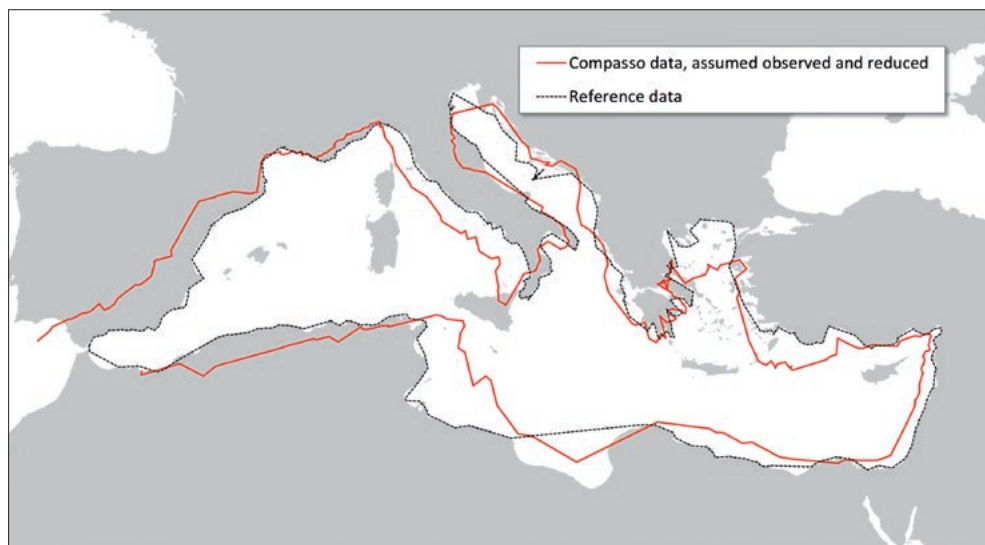 Compasso data, assumed observed and reduced
Reference data